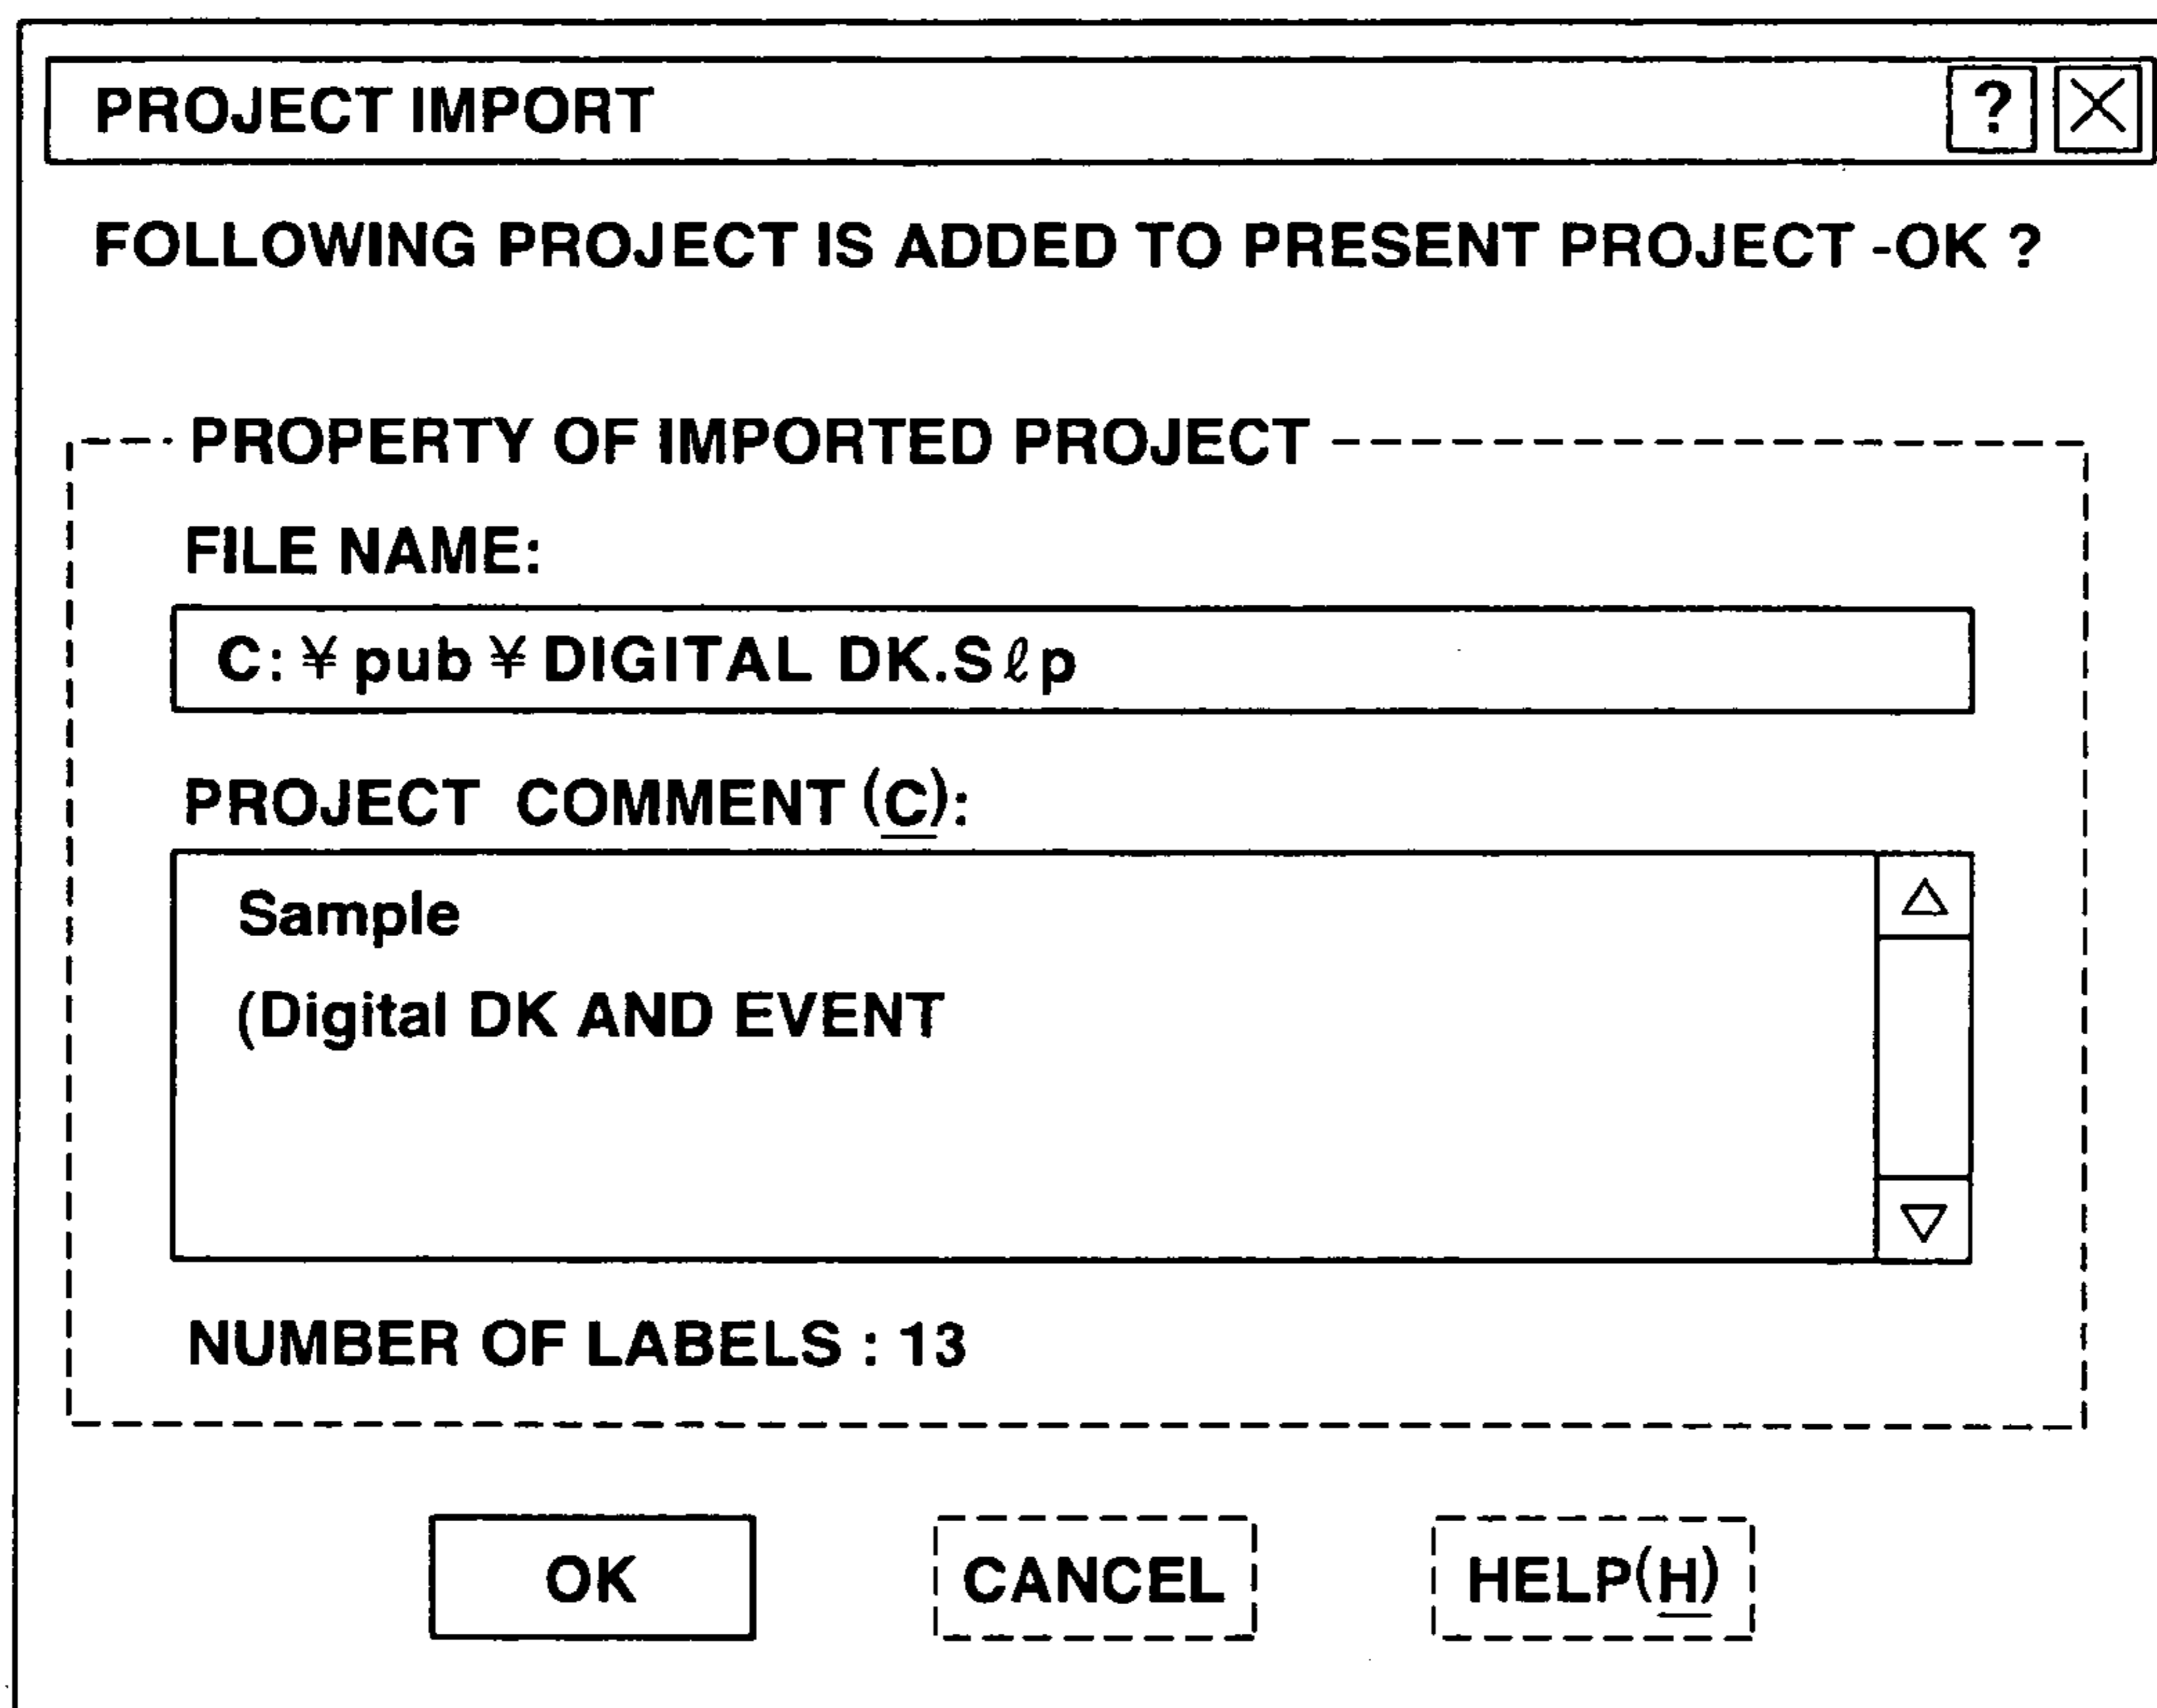 PROJECT IMPORT ? X
FOLLOWING PROJECT IS ADDED TO PRESENT PROJECT -OK ?
PROPERTY OF IMPORTED PROJECT
FILE NAME:
C:¥pub¥DIGITAL DK.Sℓp
PROJECT COMMENT (C):
Sample
(Digital DK AND EVENT
NUMBER OF LABELS : 13
OK CANCEL HELP(H)